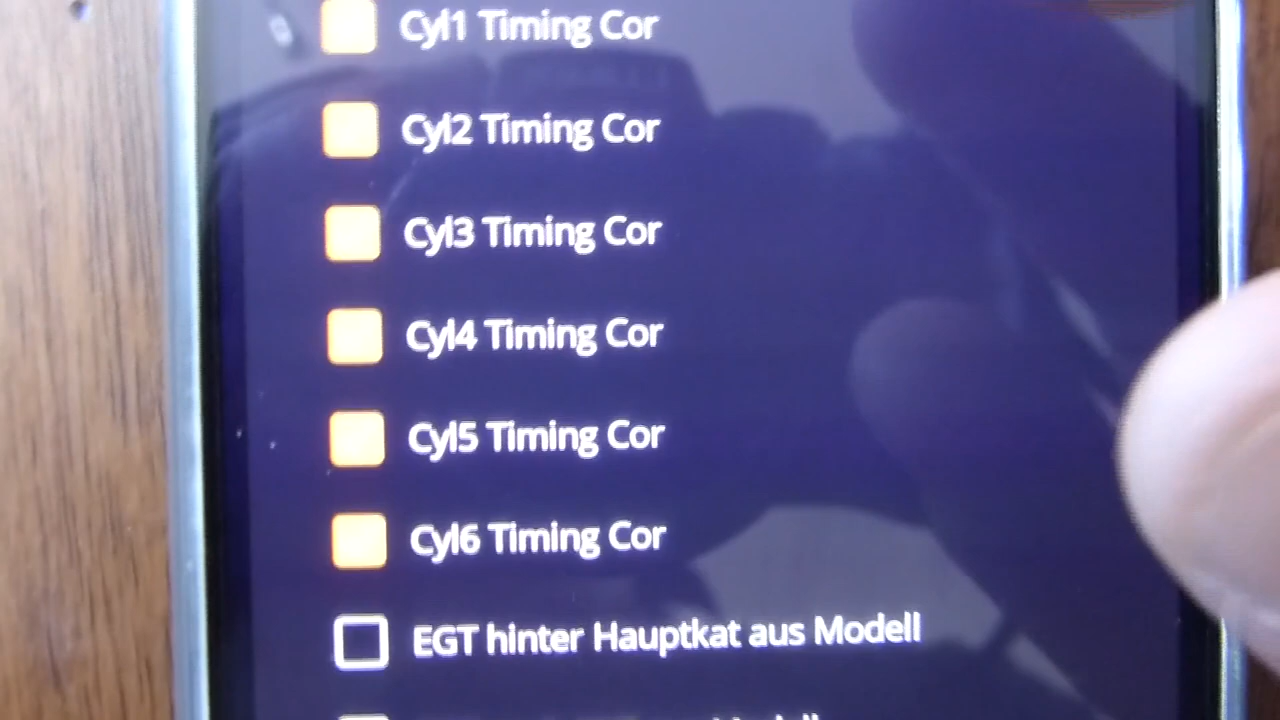 Cyl1 Timing Cor
Cyl2 Timing Cor
Cyl3 Timing Cor
Cyl4 Timing Cor
Cyl5 Timing Cor
Cyl6 Timing Cor
EGT hinter Hauptkat aus Modell